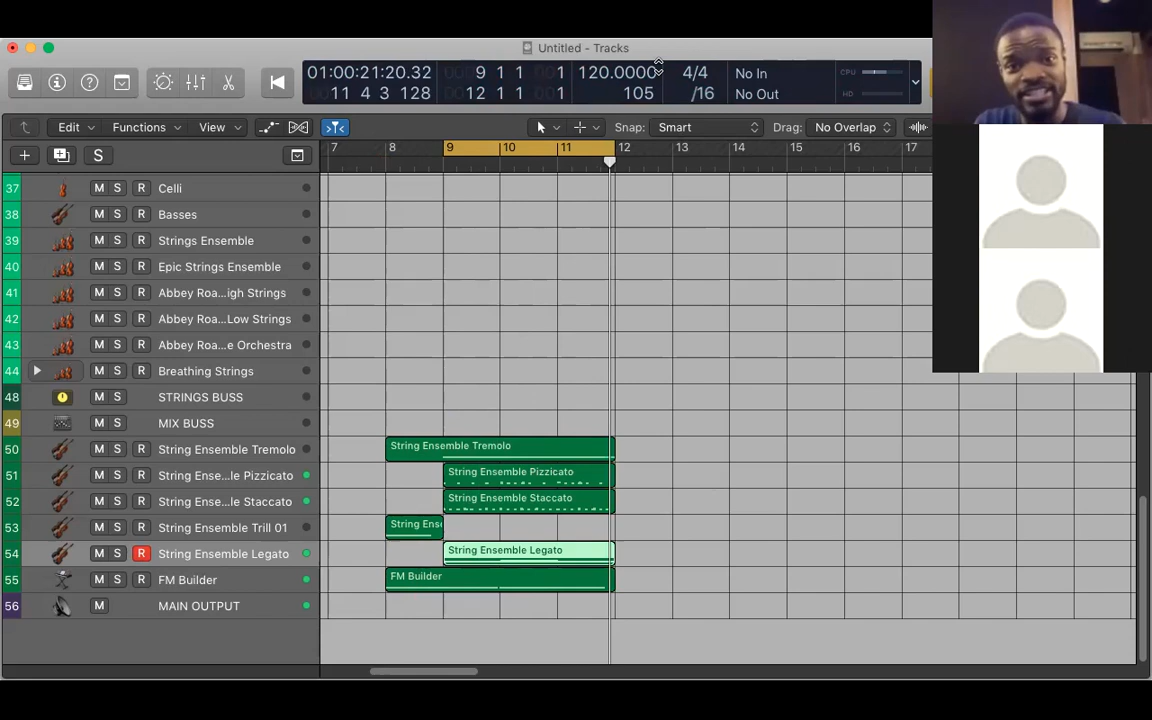 Untitled - Tracks
01:00:21:20.32 9 1 1 1 120.0000 4/4 No In CPU
11 4 3 128 12 1 1 1 105 /16 No Out HD
Edit Functions View Snap: Smart Drag: No Overlap
S 7 8 9 10 11 12 13 14 15 16 17
37 M S R Celli
38 M S R Basses
39 M S R Strings Ensemble
40 M S R Epic Strings Ensemble
41 M S R Abbey Roa...igh Strings
42 M S R Abbey Roa...Low Strings
43 M S R Abbey Roa...e Orchestra
44 M S R Breathing Strings
48 M S STRINGS BUSS
49 M S MIX BUSS
50 M S R String Ensemble Tremolo String Ensemble Tremolo
51 M S R String Ense...le Pizzicato String Ensemble Pizzicato
52 M S R String Ense...le Staccato String Ensemble Staccato
53 M S R String Ensemble Trill 01 String Ense
54 M S R String Ensemble Legato String Ensemble Legato
55 M S R FM Builder FM Builder
56 M MAIN OUTPUT